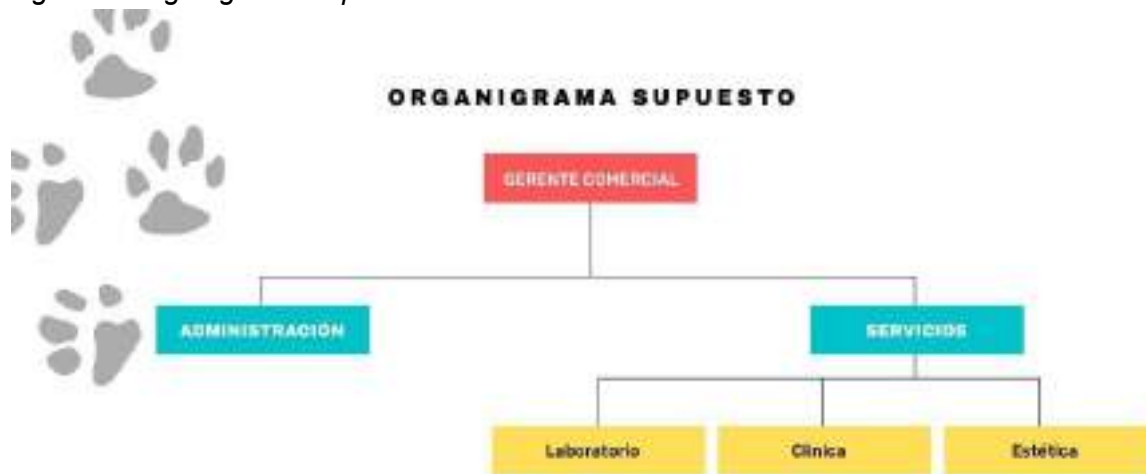 ORGANIGRAMA SUPUESTO
GERENTE COMERCIAL
ADMINISTRACIÓN
SERVICIOS
Laboratorio
Clínica
Estética